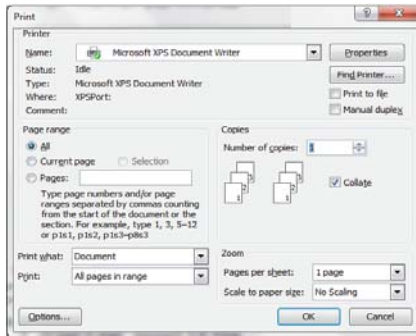 Print
Printer
Name: Microsoft XPS Document Writer Properties
Status: Idle Find Printer...
Type: Microsoft XPS Document Writer
Where: XPSPort: Print to file
Comment: Manual duplex
Page range Copies
All Number of copies: 1
Current page Selection
Pages:
Type page numbers and/or page
ranges separated by commas counting
from the start of the document or the
section. For example, type 1, 3, 5–12
or p1s1, p1s2, p1s3–p8s3
Collate
Print what: Document Zoom
Print: All pages in range Pages per sheet: 1 page
Scale to paper size: No Scaling
Options... OK Cancel